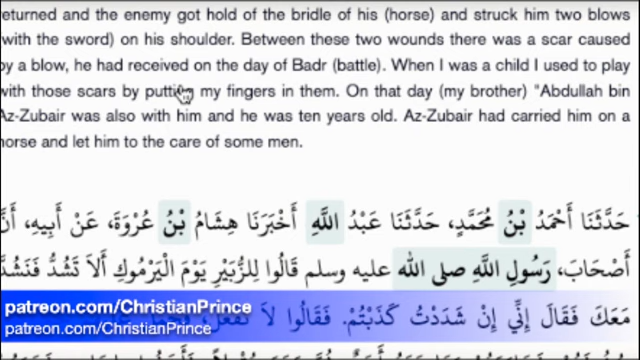 eturned and the enemy got hold of the bridle of his (horse) and struck him two blows
with the sword) on his shoulder. Between these two wounds there was a scar caused
by a blow, he had received on the day of Badr (battle). When I was a child I used to play
with those scars by putting my fingers in them. On that day (my brother) "Abdullah bin
Az-Zubair was also with him and he was ten years old. Az-Zubair had carried him on a
horse and let him to the care of some men.
حَدَّثَنَا أَحْمَدُ بْنُ مُحَمَّدٍ، حَدَّثَنَا عَبْدُ اللَّهِ أَخْبَرَنَا هِشَامُ بْنُ عُرْوَةَ، عَنْ أَبِيهِ، أَنَّ
أَصْحَابَ، رَسُولِ اللَّهِ صلى الله عليه وسلم قَالُوا لِلزُّبَيْرِ يَوْمَ الْيَرْمُوكِ أَلاَ تَشُدُّ فَنَشُدَّ
مَعَكَ فَقَالَ إِنِّي إِنْ شَدَدْتُ كَذَبْتُمْ. فَقَالُوا لاَ نَفْعَلُ
patreon.com/ChristianPrince
patreon.com/ChristianPrince